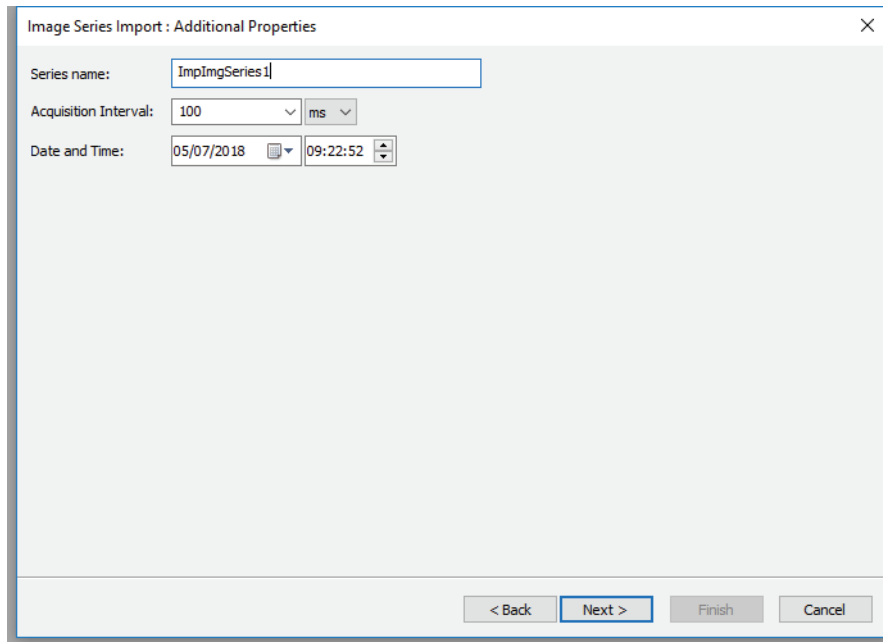 Image Series Import : Additional Properties
Series name: ImpImgSeries1
Acquisition Interval: 100 ms
Date and Time: 05/07/2018 09:22:52
< Back Next > Finish Cancel